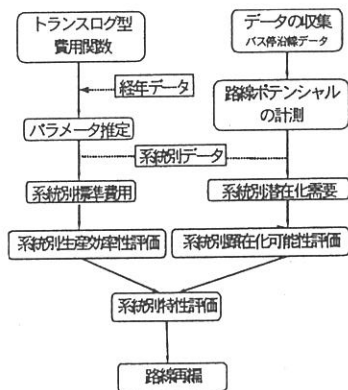 トランスログ型
費用関数
データの収集
バス停沿線データ
経年データ
路線ポテンシャル
の計測
パラメータ推定
系統別データ
系統別標準費用
系統別潜在化需要
系統別生産効率性評価
系統別顕在化可能性評価
系統別特性評価
路線再編